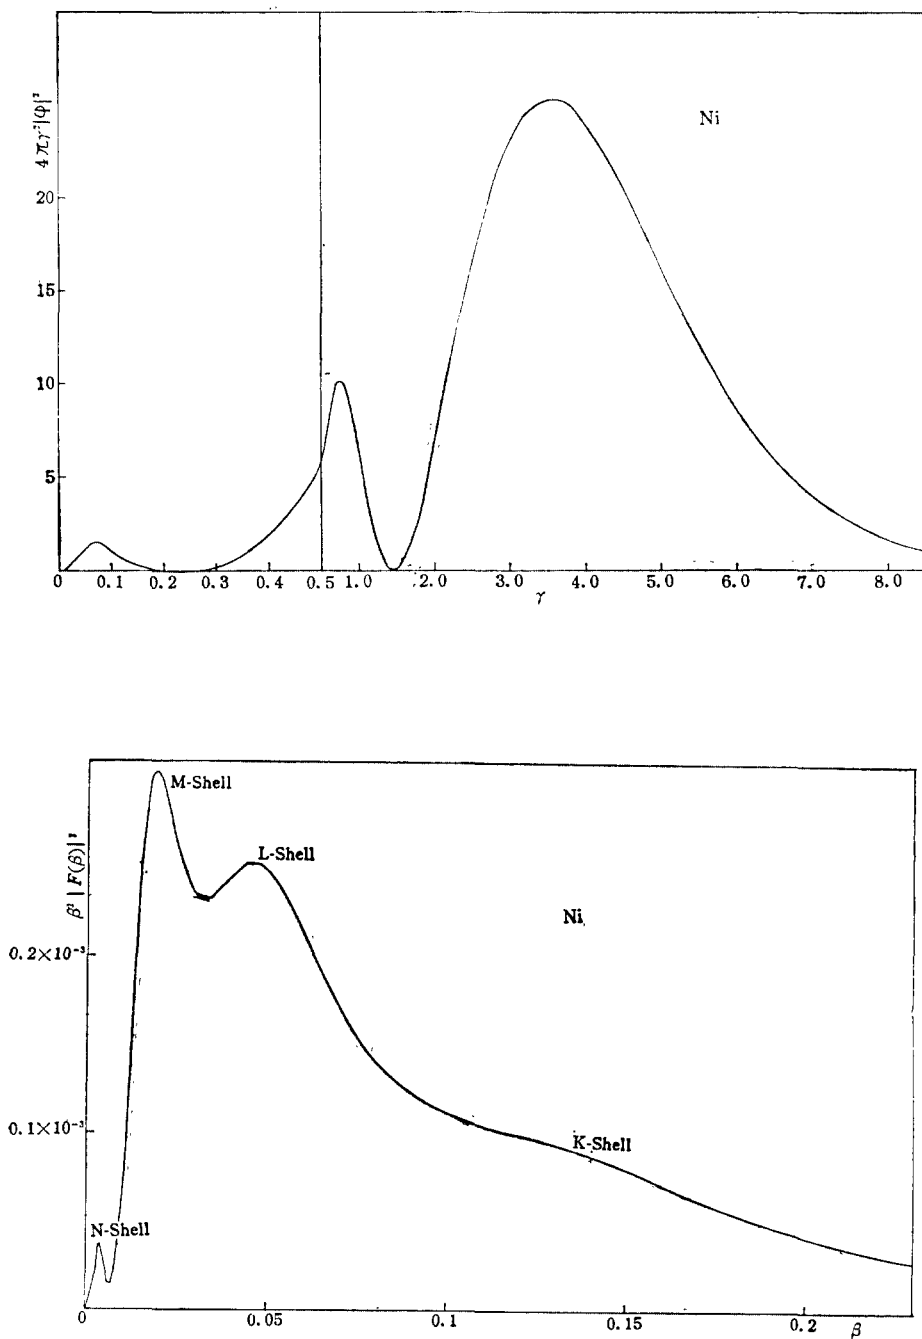 4πγ²|ψ|²
Ni
20
15
10
5
0 0.1 0.2 0.3 0.4 0.5 1.0 2.0 3.0 4.0 5.0 6.0 7.0 8.0
γ
M-Shell
L-Shell
β²|F(β)|²
Ni
0.2×10⁻³
0.1×10⁻³
K-Shell
N-Shell
0 0.05 0.1 0.15 0.2 β